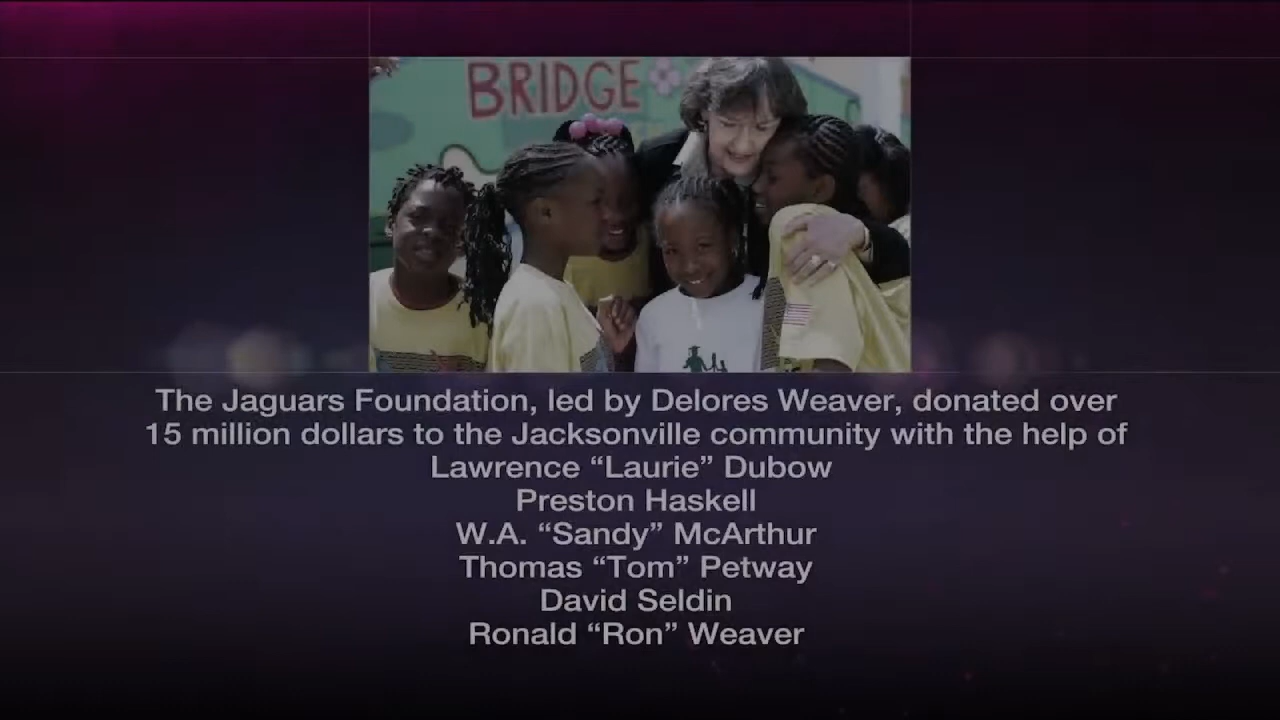 BRIDGE
The Jaguars Foundation, led by Delores Weaver, donated over
15 million dollars to the Jacksonville community with the help of
Lawrence “Laurie” Dubow
Preston Haskell
W.A. “Sandy” McArthur
Thomas “Tom” Petway
David Seldin
Ronald “Ron” Weaver